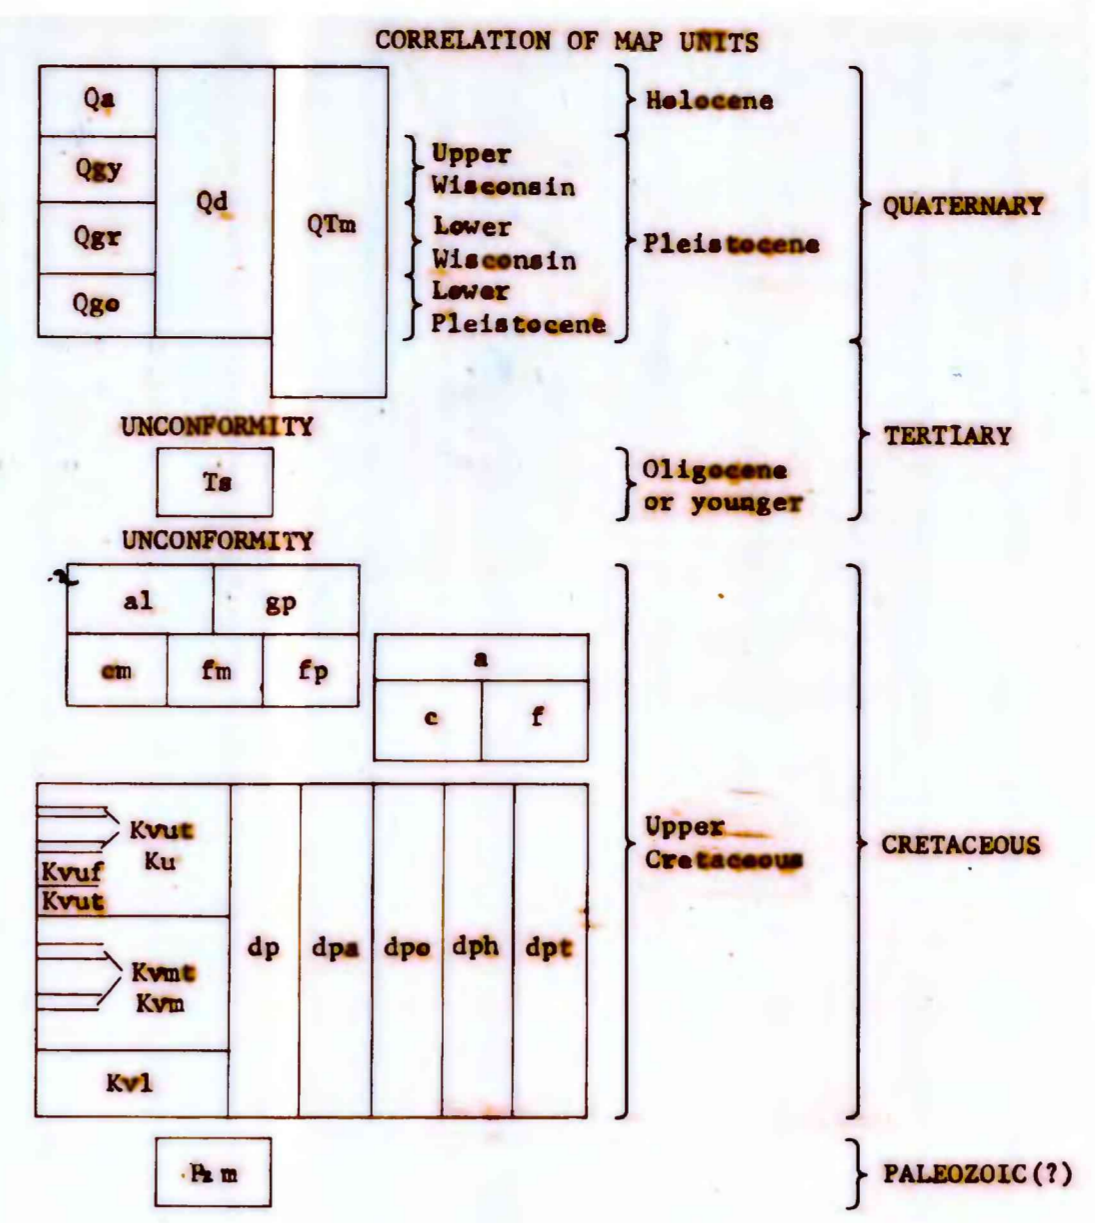 CORRELATION OF MAP UNITS
Qa
Qgy
Qgr
Qgo
Qd
QTm
Upper
Wisconsin
Lower
Wisconsin
Lower
Pleistocene
Holocene
Pleistocene
QUATERNARY
UNCONFORMITY
Ts
Oligocene
or younger
TERTIARY
UNCONFORMITY
al
gp
cm
fm
fp
a
c
f
Kvut
Ku
Kvuf
Kvut
Kvmt
Kvm
Kvl
dp
dpa
dpo
dph
dpt
Upper
Cretaceous
CRETACEOUS
m
PALEOZOIC(?)